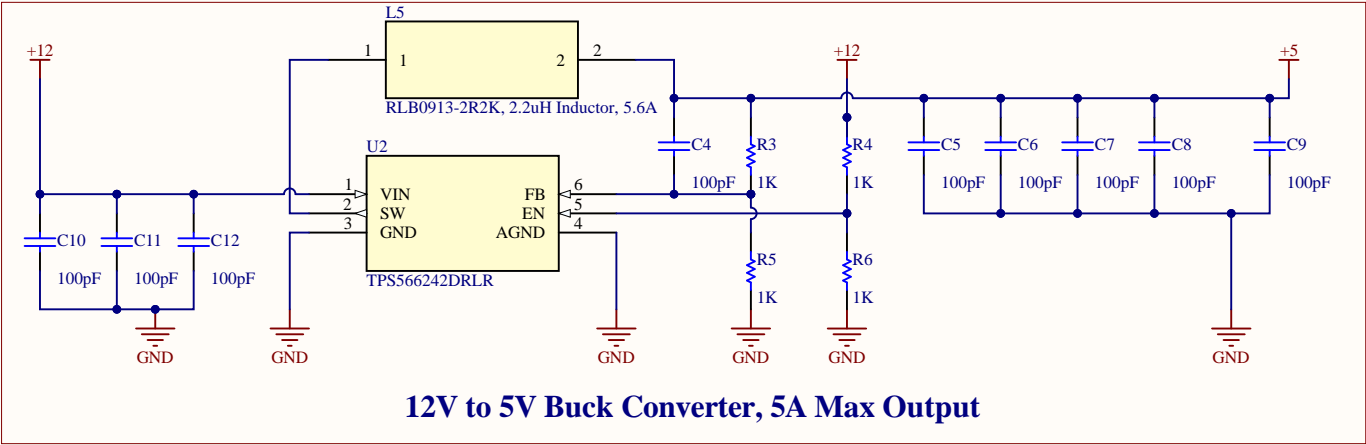 L5
+12
1
1
2
2
+12
+5
RLB0913-2R2K, 2.2uH Inductor, 5.6A
U2
C4
100pF
R3
1K
R4
1K
C5
100pF
C6
100pF
C7
100pF
C8
100pF
C9
100pF
1
VIN
FB
6
2
SW
EN
5
3
GND
AGND
4
TPS566242DRLR
C10
100pF
C11
100pF
C12
100pF
R5
1K
R6
1K
GND
GND
GND
GND
GND
GND
12V to 5V Buck Converter, 5A Max Output